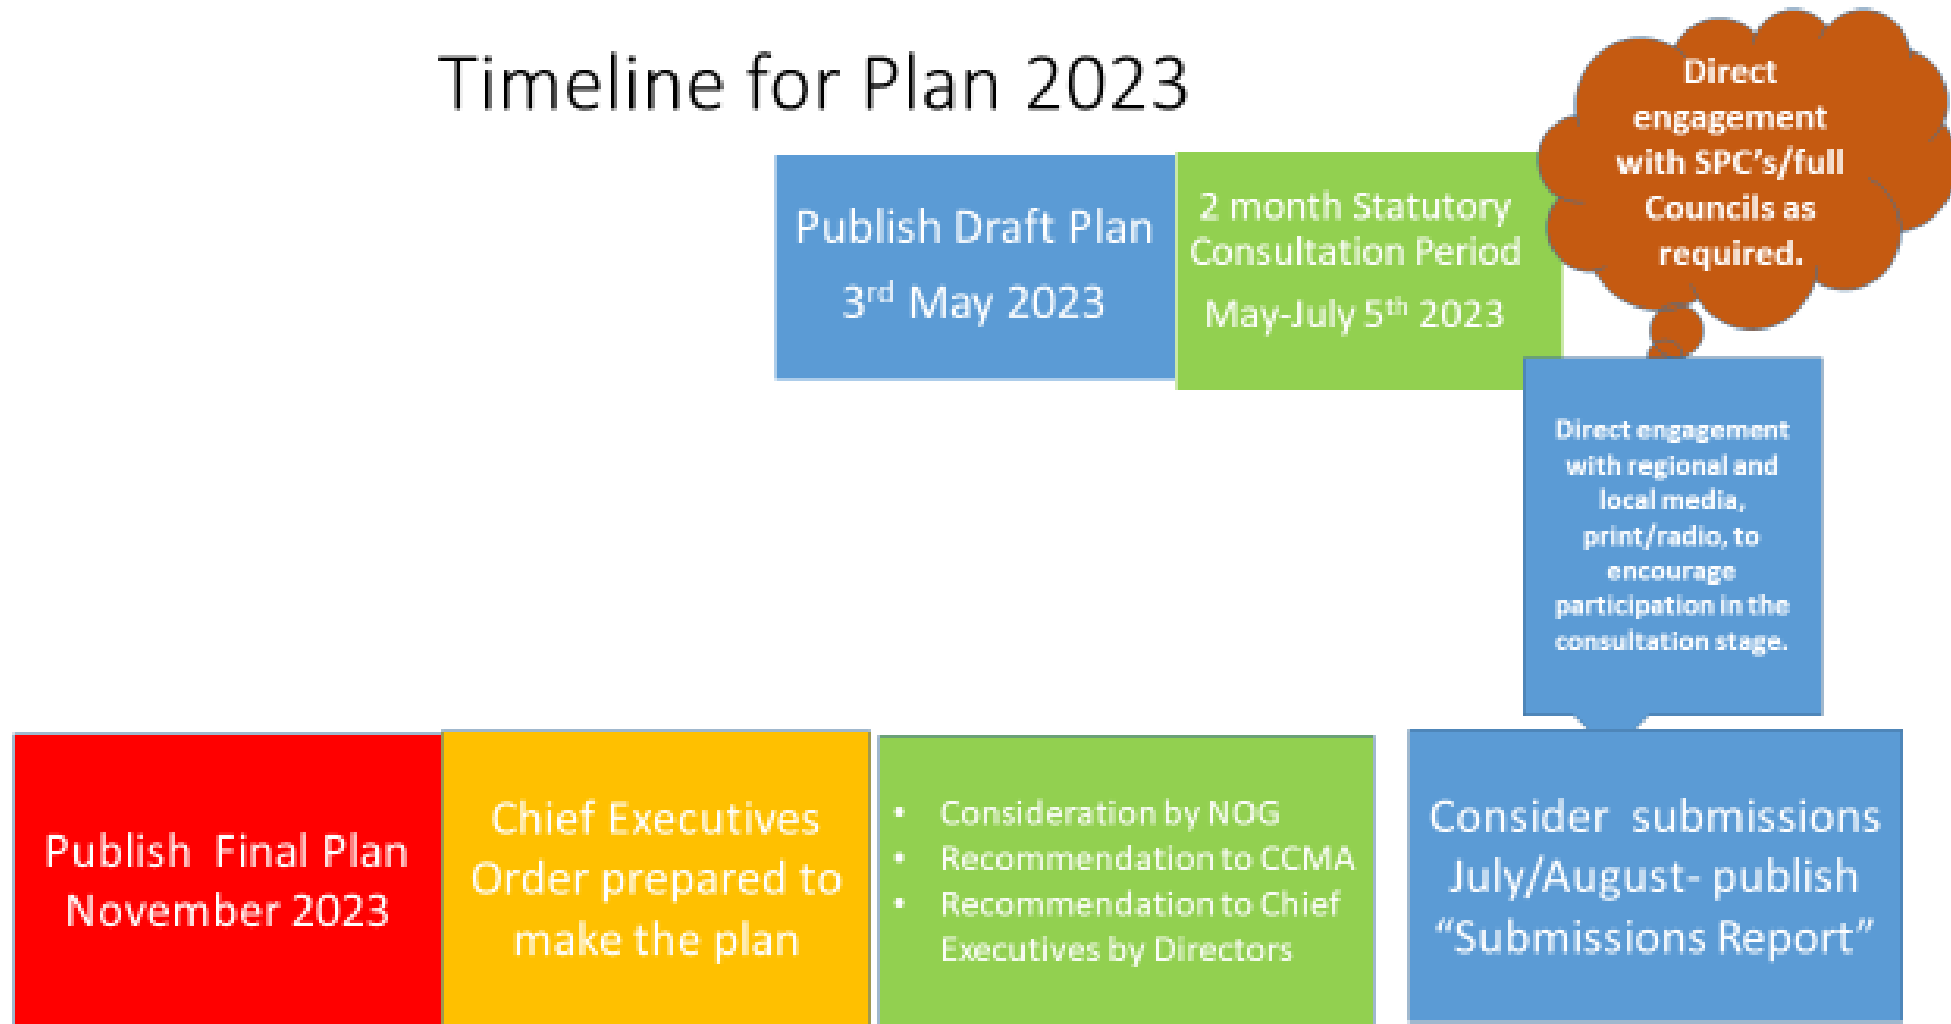 Timeline for Plan 2023
Publish Draft Plan
3rd May 2023
2 month Statutory
Consultation Period
May-July 5th 2023
Direct
engagement
with SPC's/full
Councils as
required.
Direct engagement
with regional and
local media,
print/radio, to
encourage
participation in the
consultation stage.
Consider submissions
July/August- publish
“Submissions Report”
• Consideration by NOG
• Recommendation to CCMA
• Recommendation to Chief
Executives by Directors
Chief Executives
Order prepared to
make the plan
Publish Final Plan
November 2023